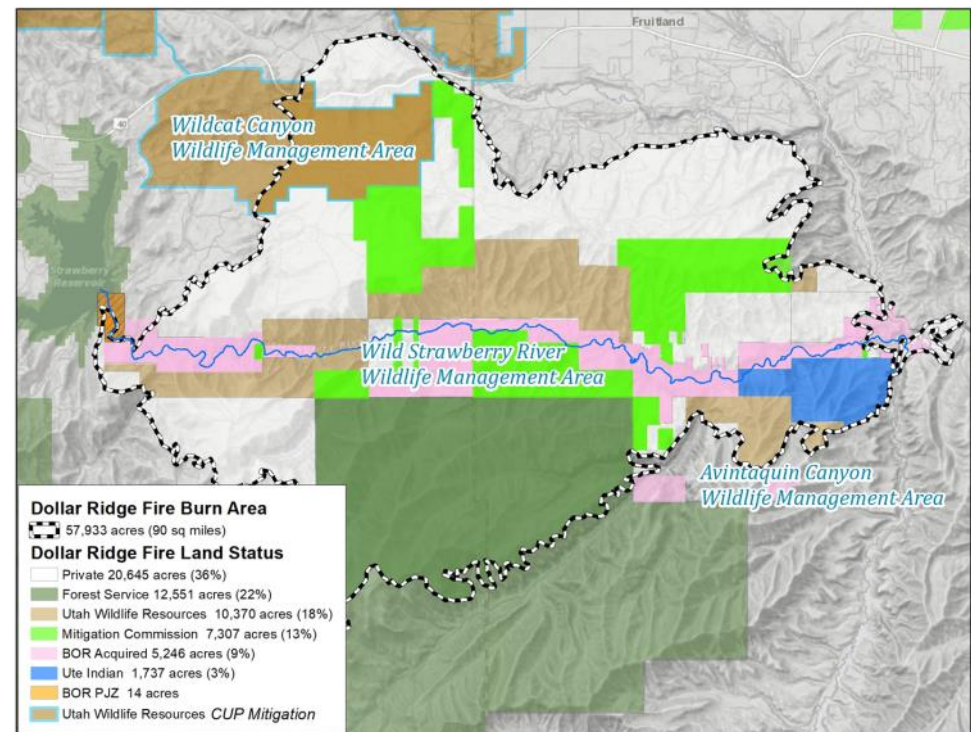 Fruitland
40
Wildcat Canyon
Wildlife Management Area
Strawberry
Reservoir
Wild Strawberry River
Wildlife Management Area
Avintaquin Canyon
Wildlife Management Area
Dollar Ridge Fire Burn Area
57,933 acres (90 sq miles)
Dollar Ridge Fire Land Status
Private 20,645 acres (36%)
Forest Service 12,551 acres (22%)
Utah Wildlife Resources 10,370 acres (18%)
Mitigation Commission 7,307 acres (13%)
BOR Acquired 5,246 acres (9%)
Ute Indian 1,737 acres (3%)
BOR PJZ 14 acres
Utah Wildlife Resources CUP Mitigation